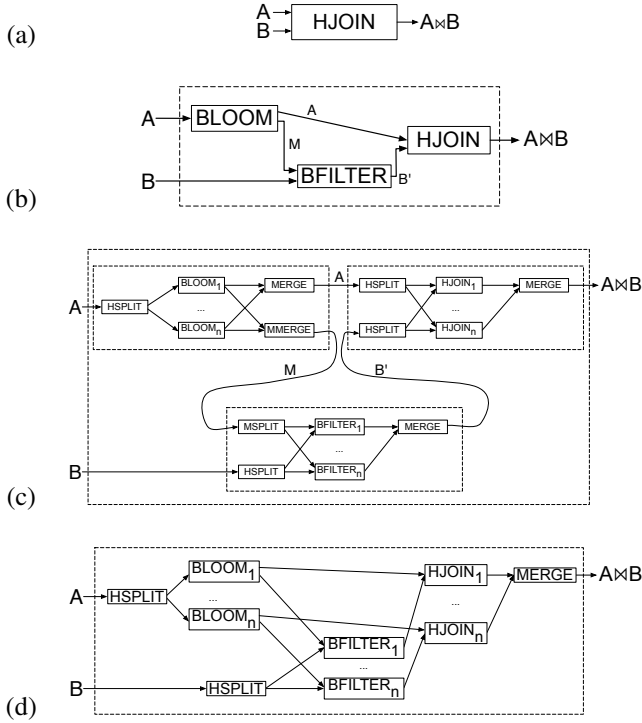 A
B
HJOIN
A⋈B
(a)
A
BLOOM
A
M
HJOIN
A⋈B
B
BFILTER
B'
(b)
A
HSPLIT
BLOOM1
...
BLOOMn
MERGE
MMERGE
A
HSPLIT
HSPLIT
HJOIN1
...
HJOINn
MERGE
A⋈B
M
B'
MSPLIT
BFILTER1
MERGE
...
B
HSPLIT
BFILTERn
(c)
A
HSPLIT
BLOOM1
...
BLOOMn
HJOIN1
...
HJOINn
MERGE
A⋈B
BFILTER1
...
B
HSPLIT
BFILTERn
(d)